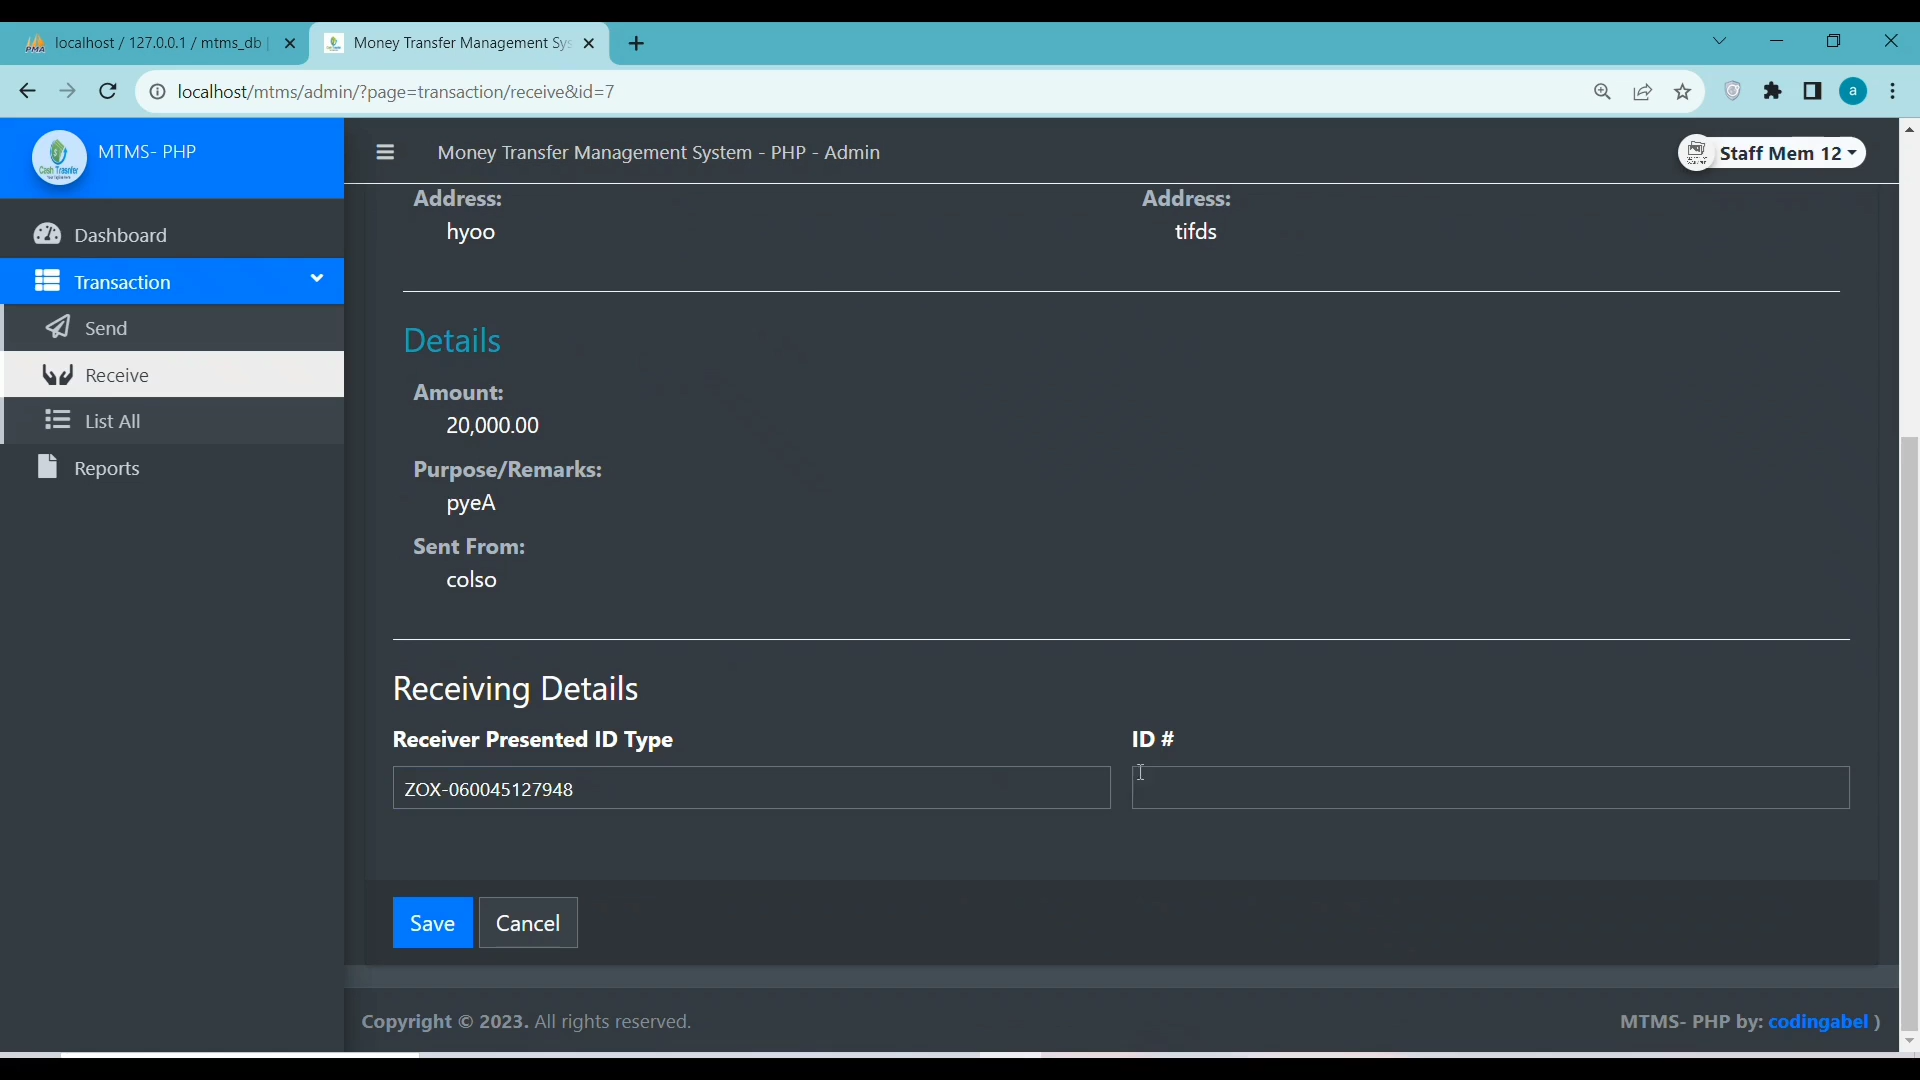 localhost / 127.0.0.1 / mtms_db
Money Transfer Management Sys
localhost/mtms/admin/?page=transaction/receive&id=7
a
MTMS- PHP
Money Transfer Management System - PHP - Admin
Staff Mem 12
Dashboard
Transaction
Send
Receive
List All
Reports
Address:
hyoo
Address:
tifds
Details
Amount:
20,000.00
Purpose/Remarks:
pyeA
Sent From:
colso
Receiving Details
Receiver Presented ID Type
ID #
ZOX-060045127948
Save
Cancel
Copyright © 2023. All rights reserved.
MTMS- PHP by: codingabel )